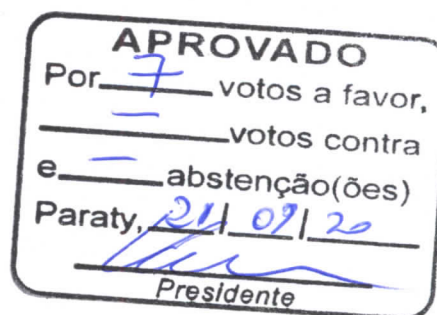 APROVADO
Por 7 votos a favor,
— votos contra
e — abstenção(ões)
Paraty, 21 / 09 / 20
Presidente